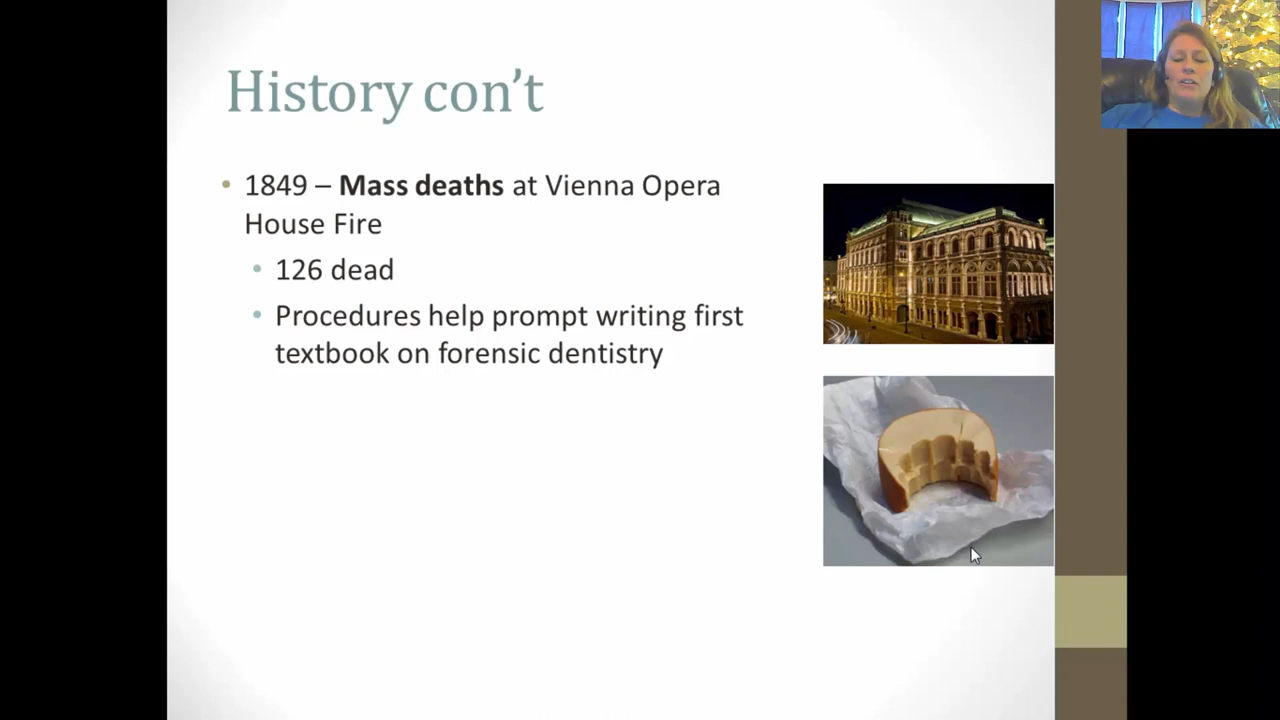 History con’t
• 1849 – Mass deaths at Vienna Opera
House Fire
• 126 dead
• Procedures help prompt writing first
textbook on forensic dentistry